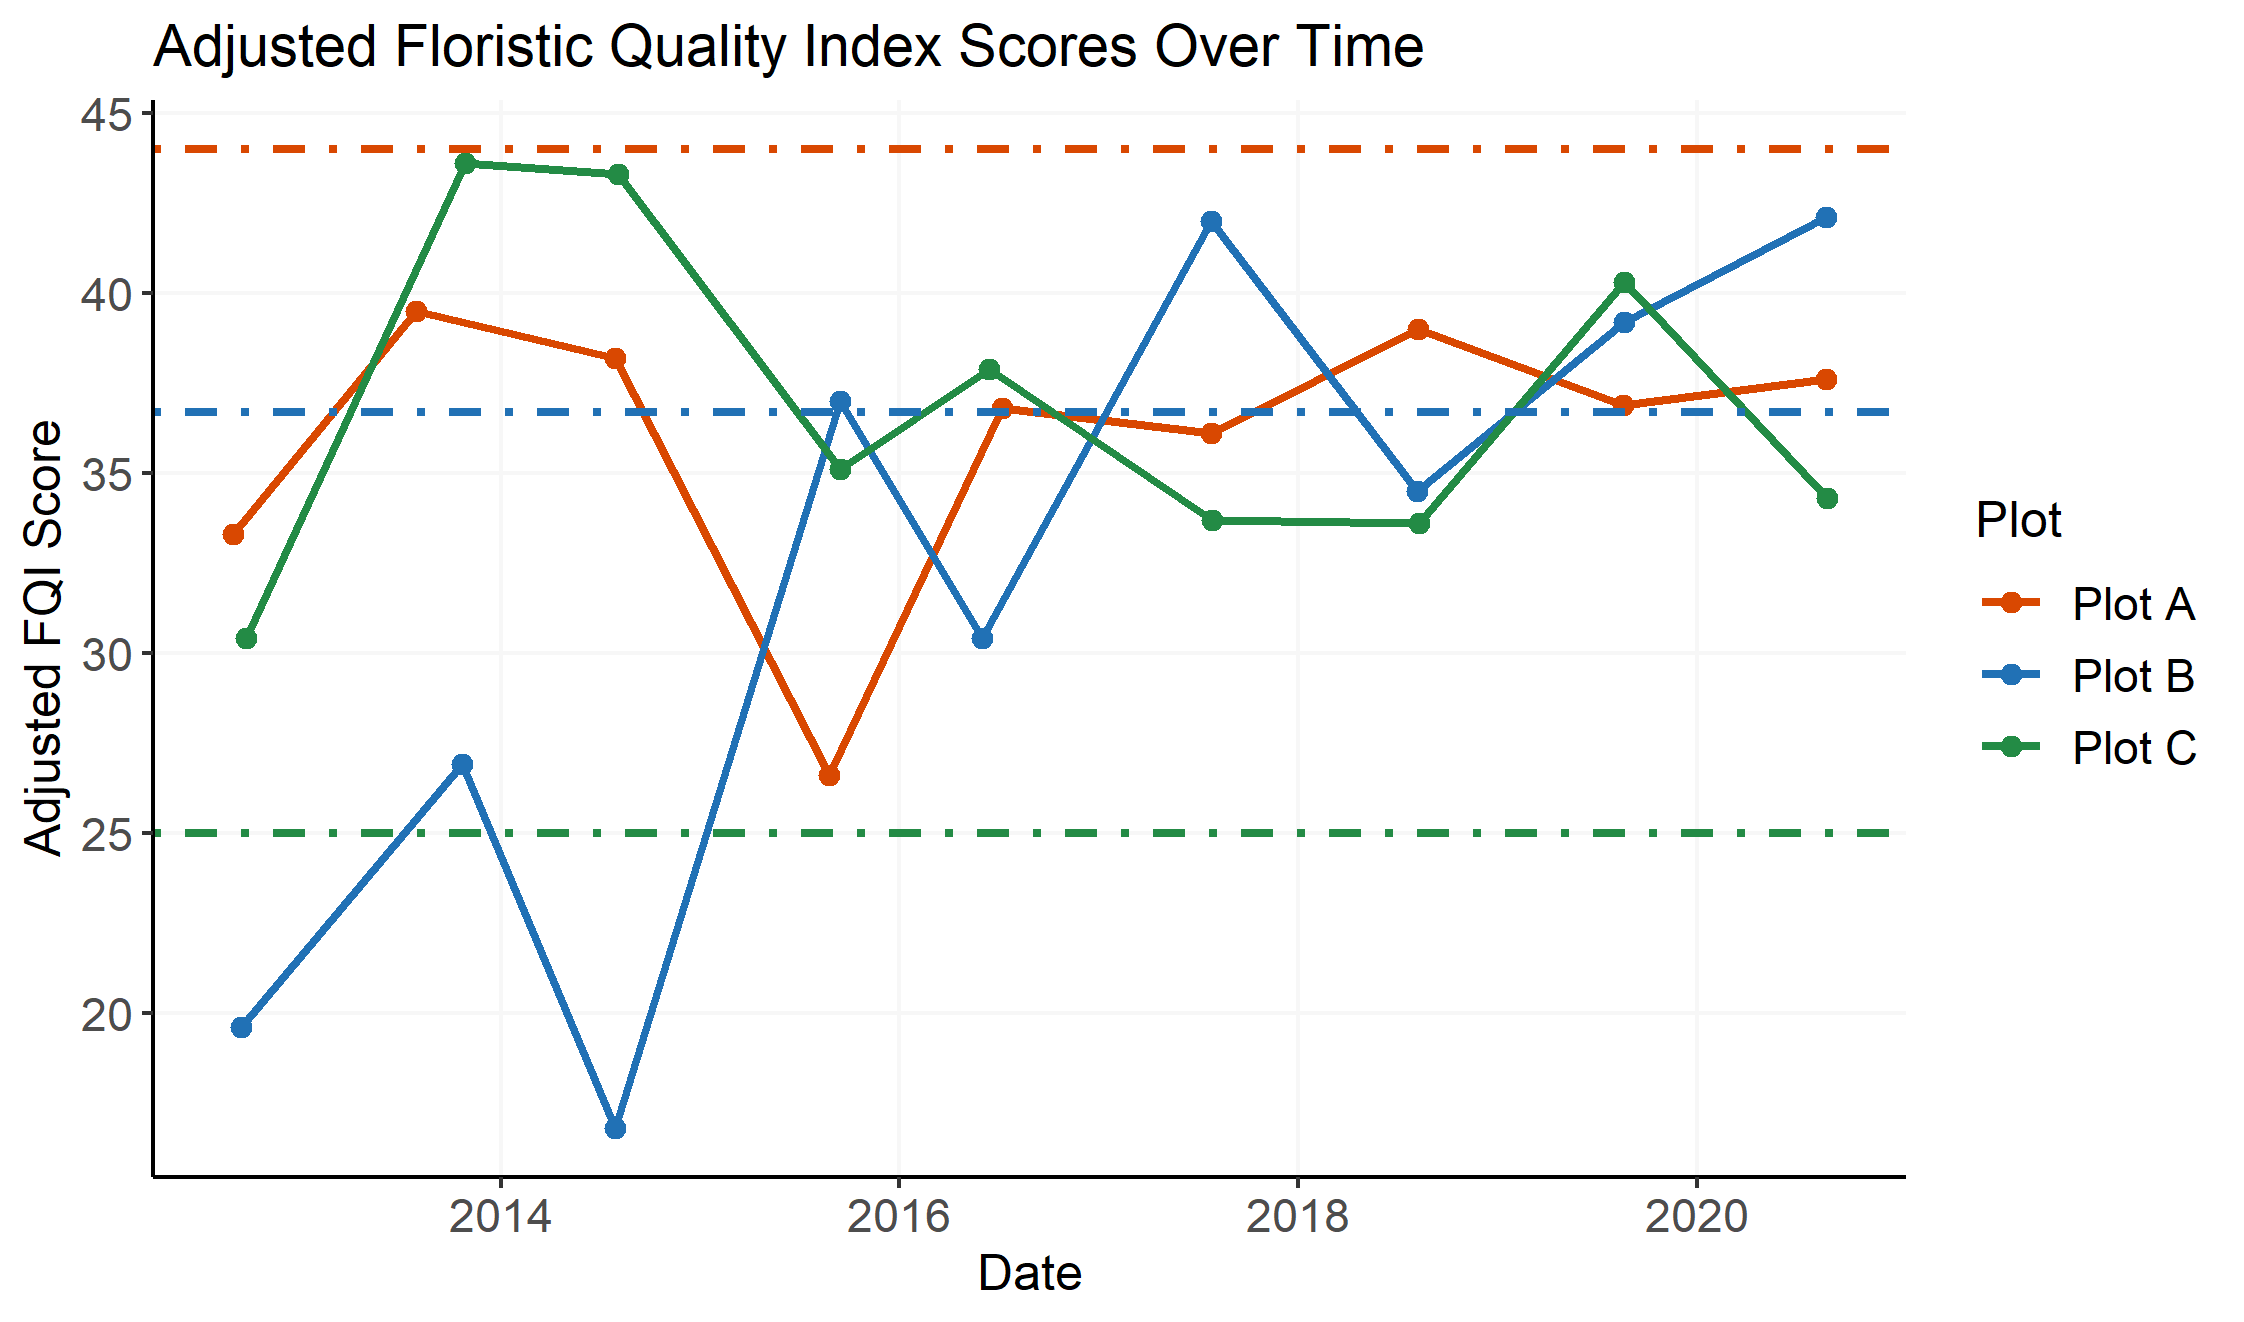 Adjusted Floristic Quality Index Scores Over Time
Adjusted FQI Score
45
40
35
30
25
20
2014 2016 2018 2020
Date
Plot
Plot A
Plot B
Plot C